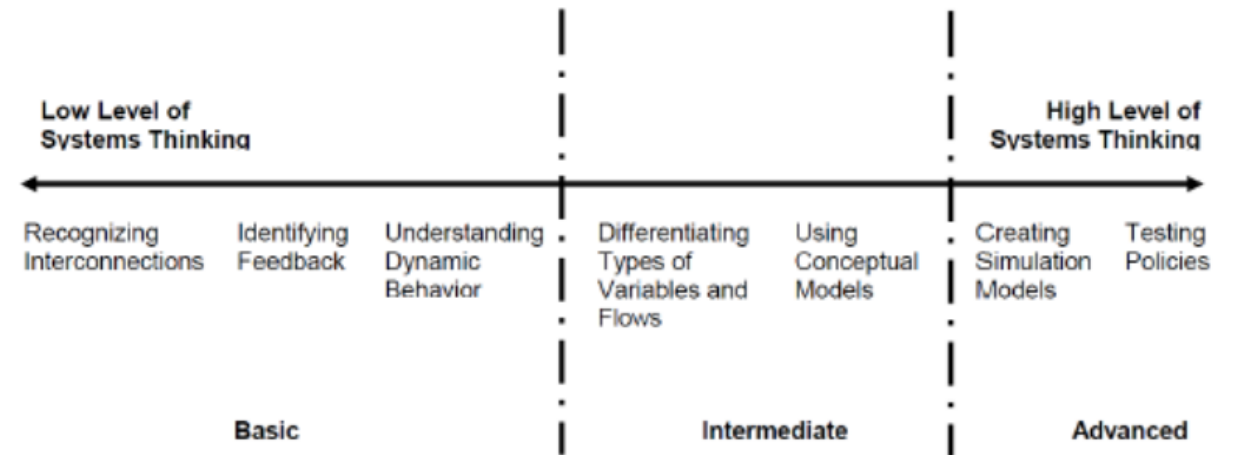 Low Level of
Systems Thinking
High Level of
Systems Thinking
Recognizing
Interconnections
Identifying
Feedback
Understanding
Dynamic
Behavior
Differentiating
Types of
Variables and
Flows
Using
Conceptual
Models
Creating
Simulation
Models
Testing
Policies
Basic
Intermediate
Advanced